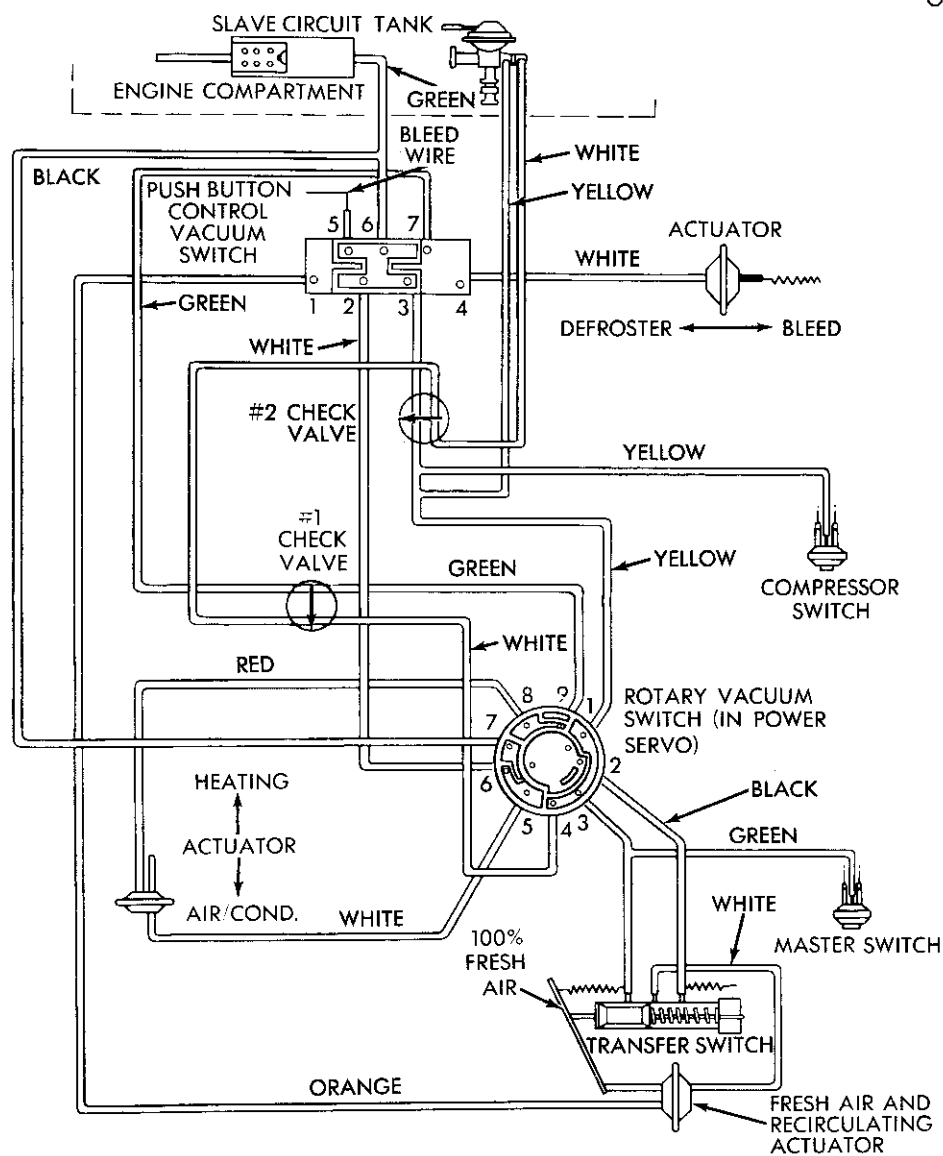 SLAVE CIRCUIT TANK
ENGINE COMPARTMENT
GREEN
BLEED
WIRE
WHITE
BLACK
YELLOW
PUSH BUTTON
CONTROL
VACUUM
SWITCH
5 6 7
ACTUATOR
WHITE
GREEN
1 2 3 4
DEFROSTER
BLEED
WHITE
#2 CHECK
VALVE
YELLOW
#1
CHECK
VALVE
GREEN
YELLOW
COMPRESSOR
SWITCH
WHITE
RED
8 9 1
7 2
6 3
5 4
ROTARY VACUUM
SWITCH (IN POWER
SERVO)
HEATING
ACTUATOR
AIR/COND.
BLACK
GREEN
WHITE
WHITE
MASTER SWITCH
100%
FRESH
AIR
TRANSFER SWITCH
ORANGE
FRESH AIR AND
RECIRCULATING
ACTUATOR